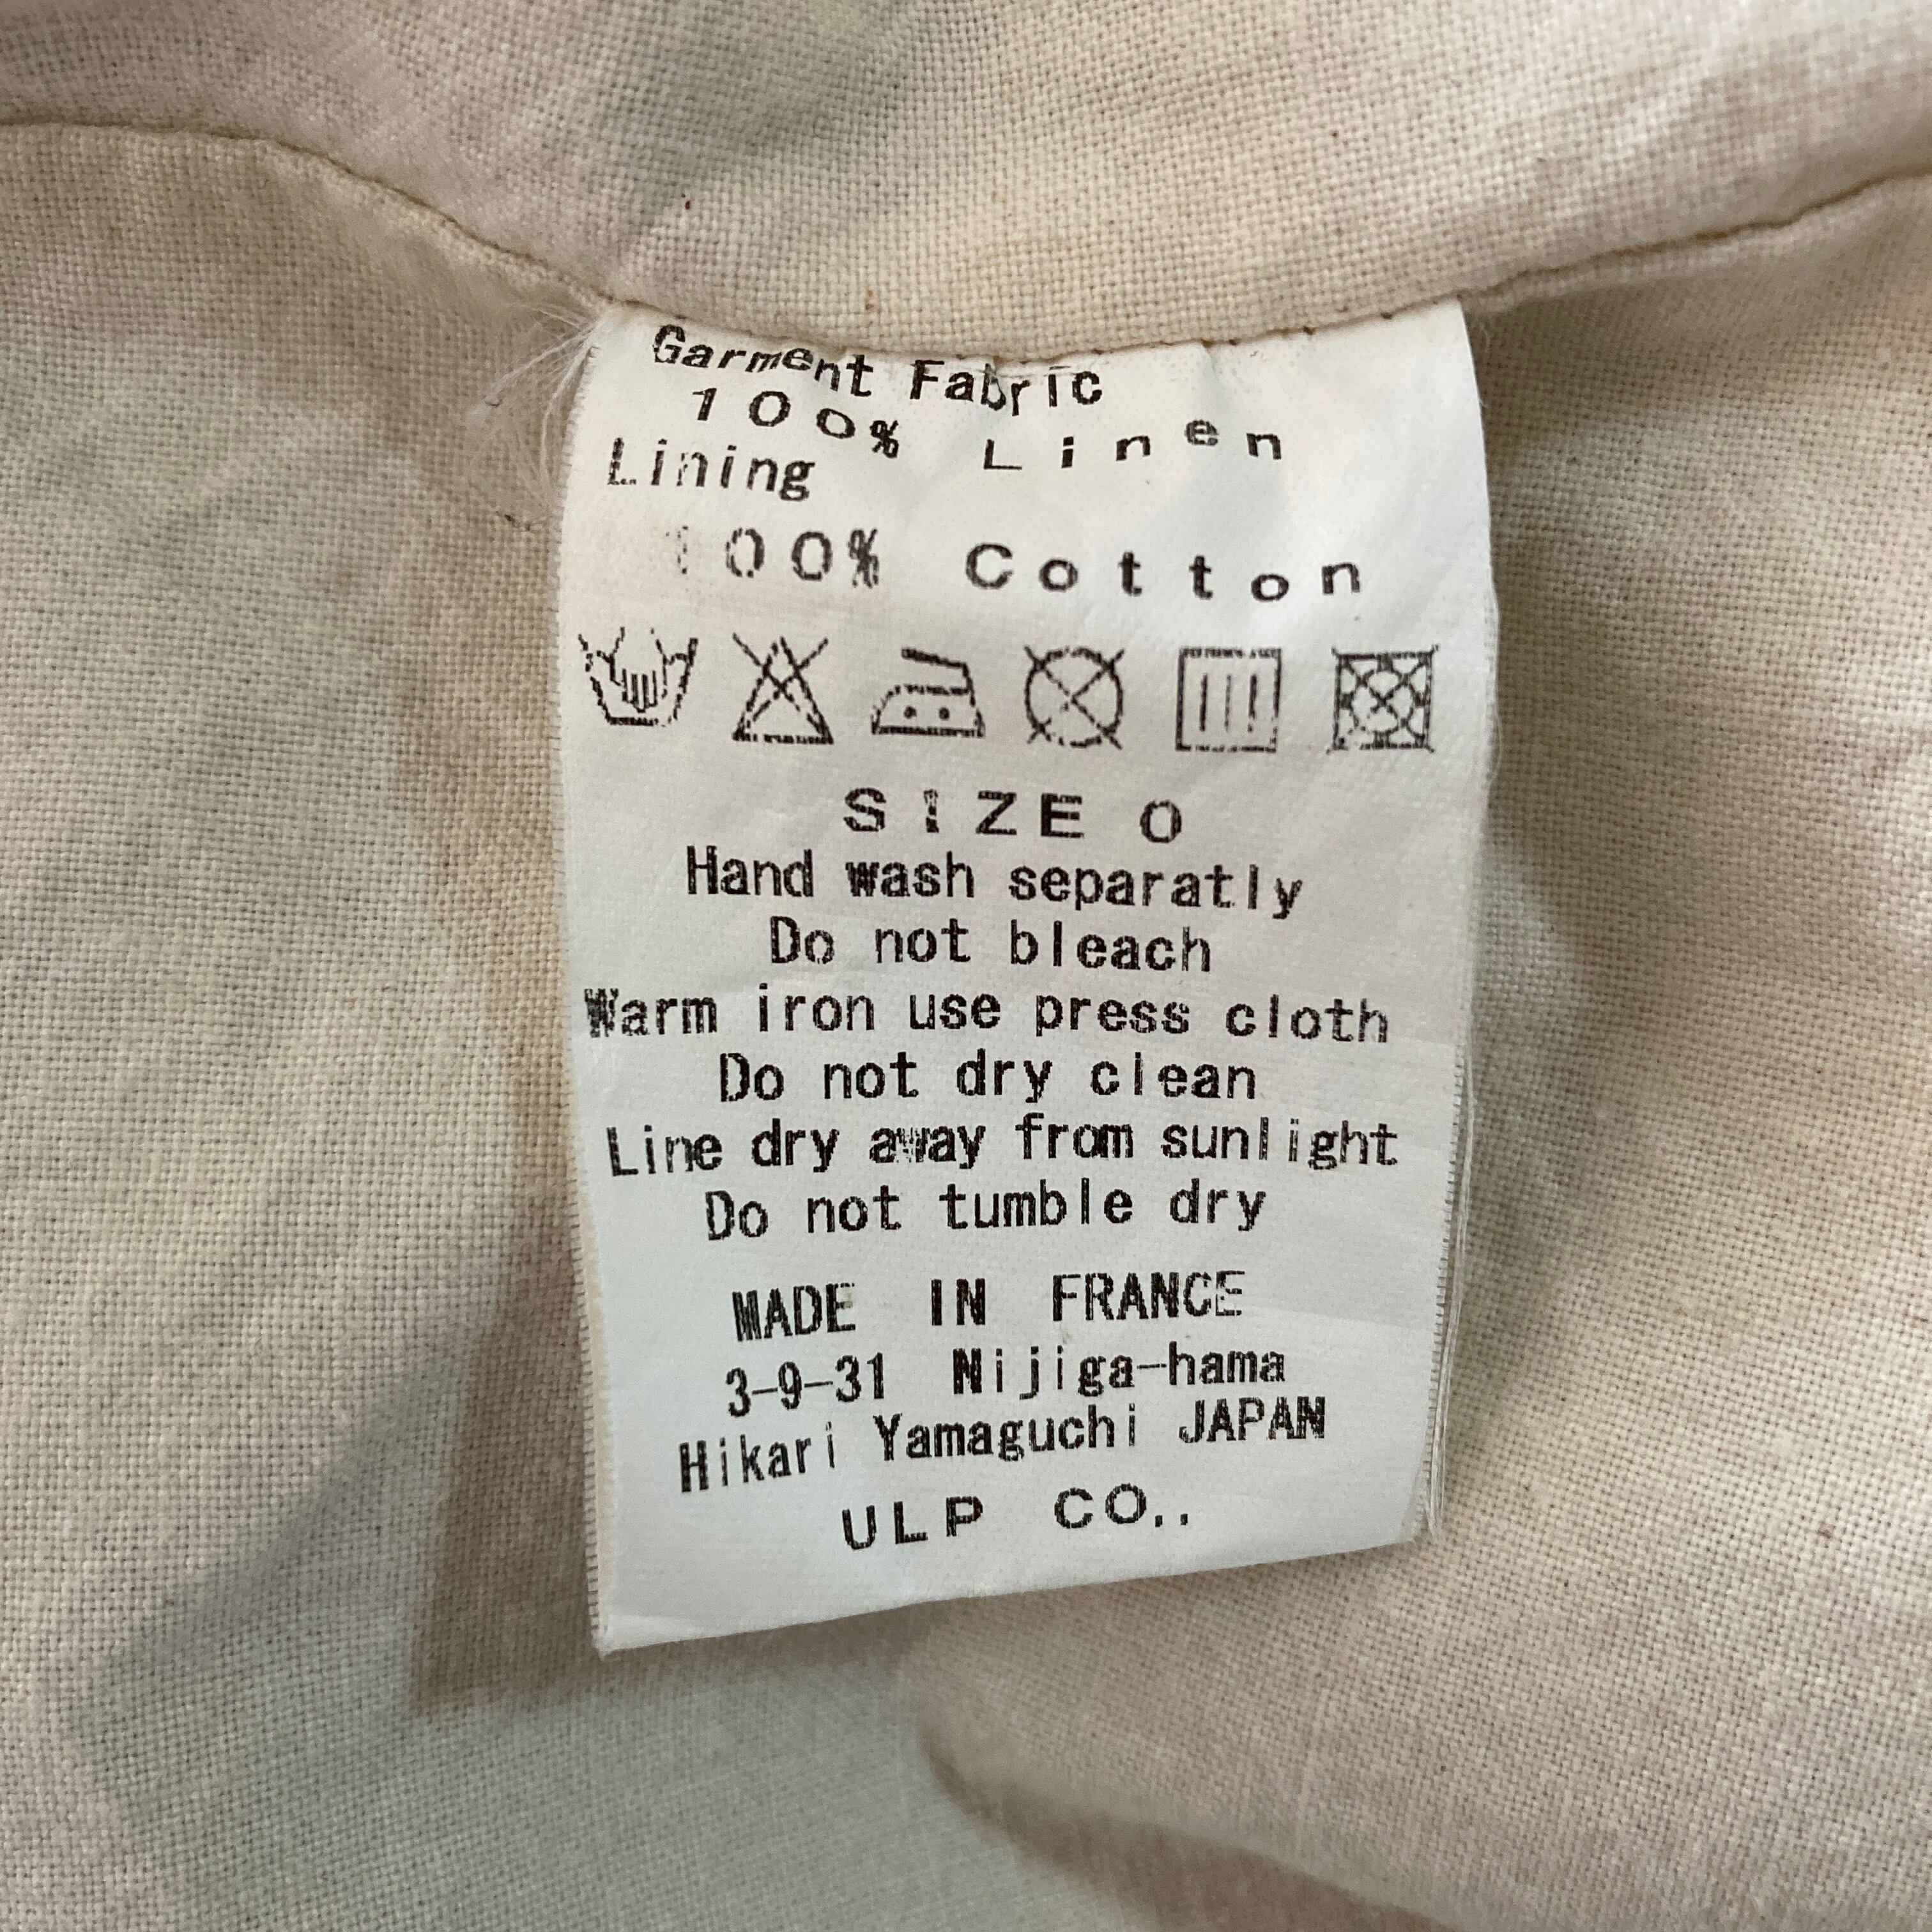 Garment Fabric
100% Linen
Lining
100% Cotton
SIZE 0
Hand wash separatly
Do not bleach
Warm iron use press cloth
Do not dry clean
Line dry away from sunlight
Do not tumble dry
MADE IN FRANCE
3-9-31 Nijiga-hama
Hikari Yamaguchi JAPAN
ULP CO..